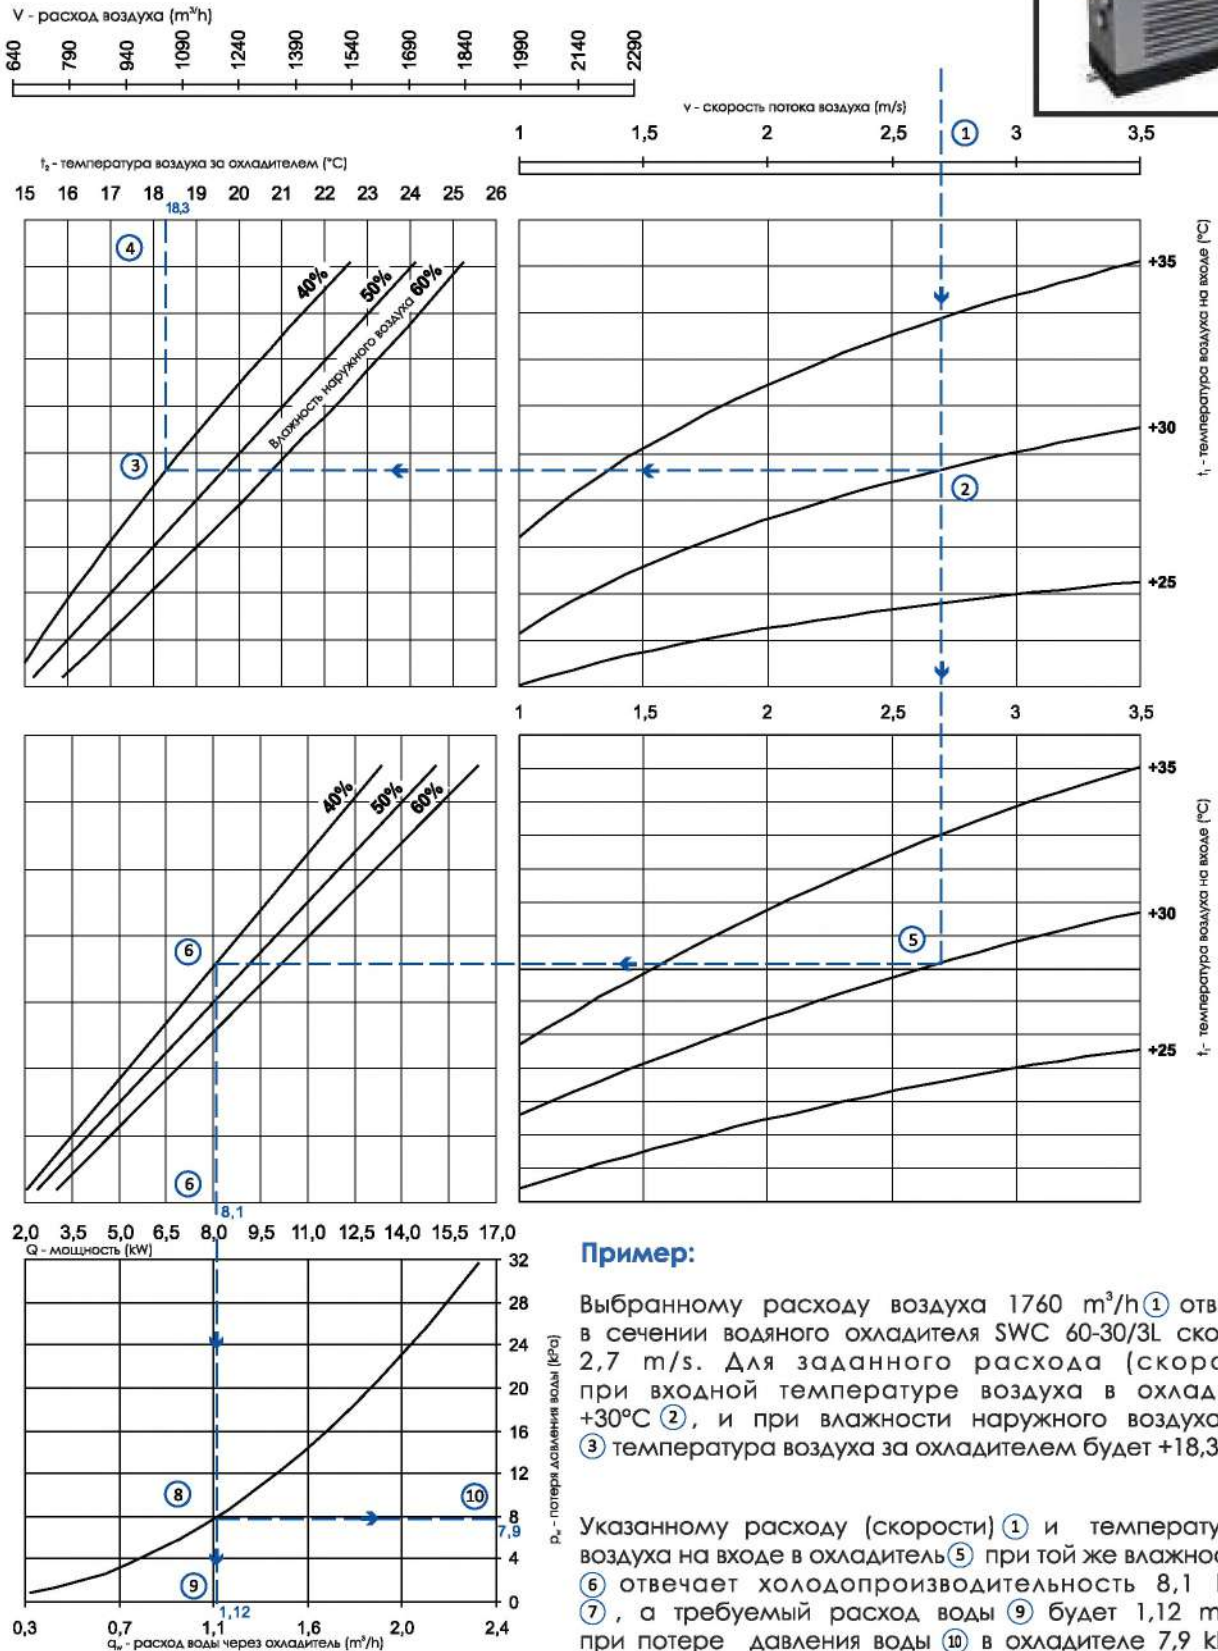 V - расход воздуха (m³/h)
640 790 940 1090 1240 1390 1540 1690 1840 1990 2140 2290
v - скорость потока воздуха (m/s)
1 1,5 2 2,5 1 3 3,5
t₂ - температура воздуха за охладителем (°C)
15 16 17 18 19 20 21 22 23 24 25 26
18,3
4
40%
50%
60%
Влажность наружного воздуха
3
2
+35
+30
+25
t₁ - температура воздуха на входе (°C)
1 1,5 2 2,5 3 3,5
40%
50%
60%
6
5
6
+35
+30
+25
t₁ - температура воздуха на входе (°C)
8,1
2,0 3,5 5,0 6,5 8,0 9,5 11,0 12,5 14,0 15,5 17,0
Q - мощность (kW)
32
28
24
20
16
12
8
7,9
4
0
8
10
9
1,12
0,3 0,7 1,1 1,6 2,0 2,4
qw - расход воды через охладитель (m³/h)
pw - потеря давления воды (kPa)
Пример:
Выбранному расходу воздуха 1760 m³/h ① отв
в сечении водяного охладителя SWC 60-30/3L ско
2,7 m/s. Для заданного расхода (скоро
при входной температуре воздуха в охлад
+30°C ②, и при влажности наружного воздуха
③ температура воздуха за охладителем будет +18,3
Указанному расходу (скорости) ① и температу
воздуха на входе в охладитель ⑤ при той же влажнос
⑥ отвечает холодопроизводительность 8,1
⑦, а требуемый расход воды ⑨ будет 1,12 m
при потере давления воды ⑩ в охладителе 7,9 k